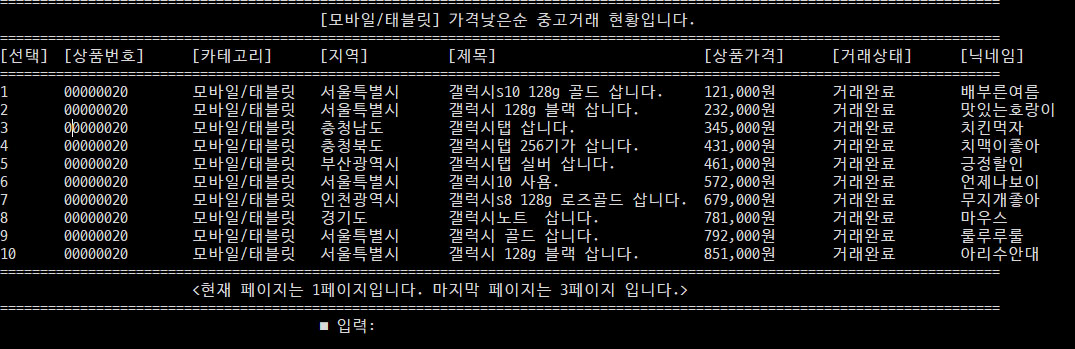 [모바일/태블릿] 가격낮은순 중고거래 현황입니다.
[선택] [상품번호] [카테고리] [지역] [제목] [상품가격] [거래상태] [닉네임]
1 00000020 모바일/태블릿 서울특별시 갤럭시s10 128g 골드 삽니다. 121,000원 거래완료 배부른여름
2 00000020 모바일/태블릿 서울특별시 갤럭시 128g 블랙 삽니다. 232,000원 거래완료 맛있는호랑이
3 00000020 모바일/태블릿 충청남도 갤럭시탭 삽니다. 345,000원 거래완료 치킨먹자
4 00000020 모바일/태블릿 충청북도 갤럭시탭 256기가 삽니다. 431,000원 거래완료 치맥이좋아
5 00000020 모바일/태블릿 부산광역시 갤럭시탭 실버 삽니다. 461,000원 거래완료 긍정할인
6 00000020 모바일/태블릿 서울특별시 갤럭시10 사욤. 572,000원 거래완료 언제나보이
7 00000020 모바일/태블릿 인천광역시 갤럭시s8 128g 로즈골드 삽니다. 679,000원 거래완료 무지개좋아
8 00000020 모바일/태블릿 경기도 갤럭시노트  삽니다. 781,000원 거래완료 마우스
9 00000020 모바일/태블릿 서울특별시 갤럭시 골드 삽니다. 792,000원 거래완료 룰루루룰
10 00000020 모바일/태블릿 서울특별시 갤럭시 128g 블랙 삽니다. 851,000원 거래완료 아리수안대
<현재 페이지는 1페이지입니다. 마지막 페이지는 3페이지 입니다.>
■ 입력: